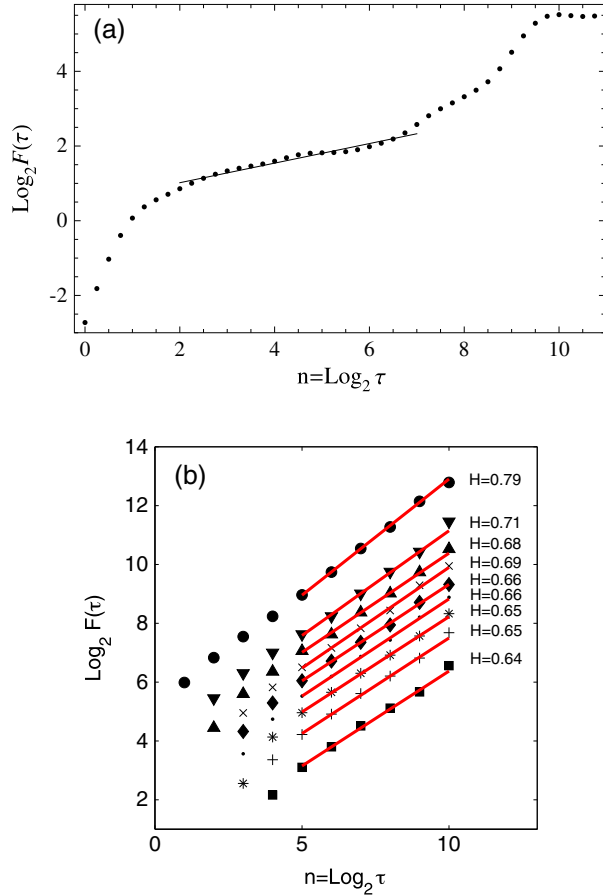 (a)
4
2
0
-2
Log₂F(τ)
0 2 4 6 8 10
n=Log₂ τ
(b)
14
12
10
8
6
4
2
Log₂ F(τ)
H=0.79
H=0.71
H=0.68
H=0.69
H=0.66
H=0.66
H=0.65
H=0.65
H=0.64
0 5 10
n=Log₂ τ